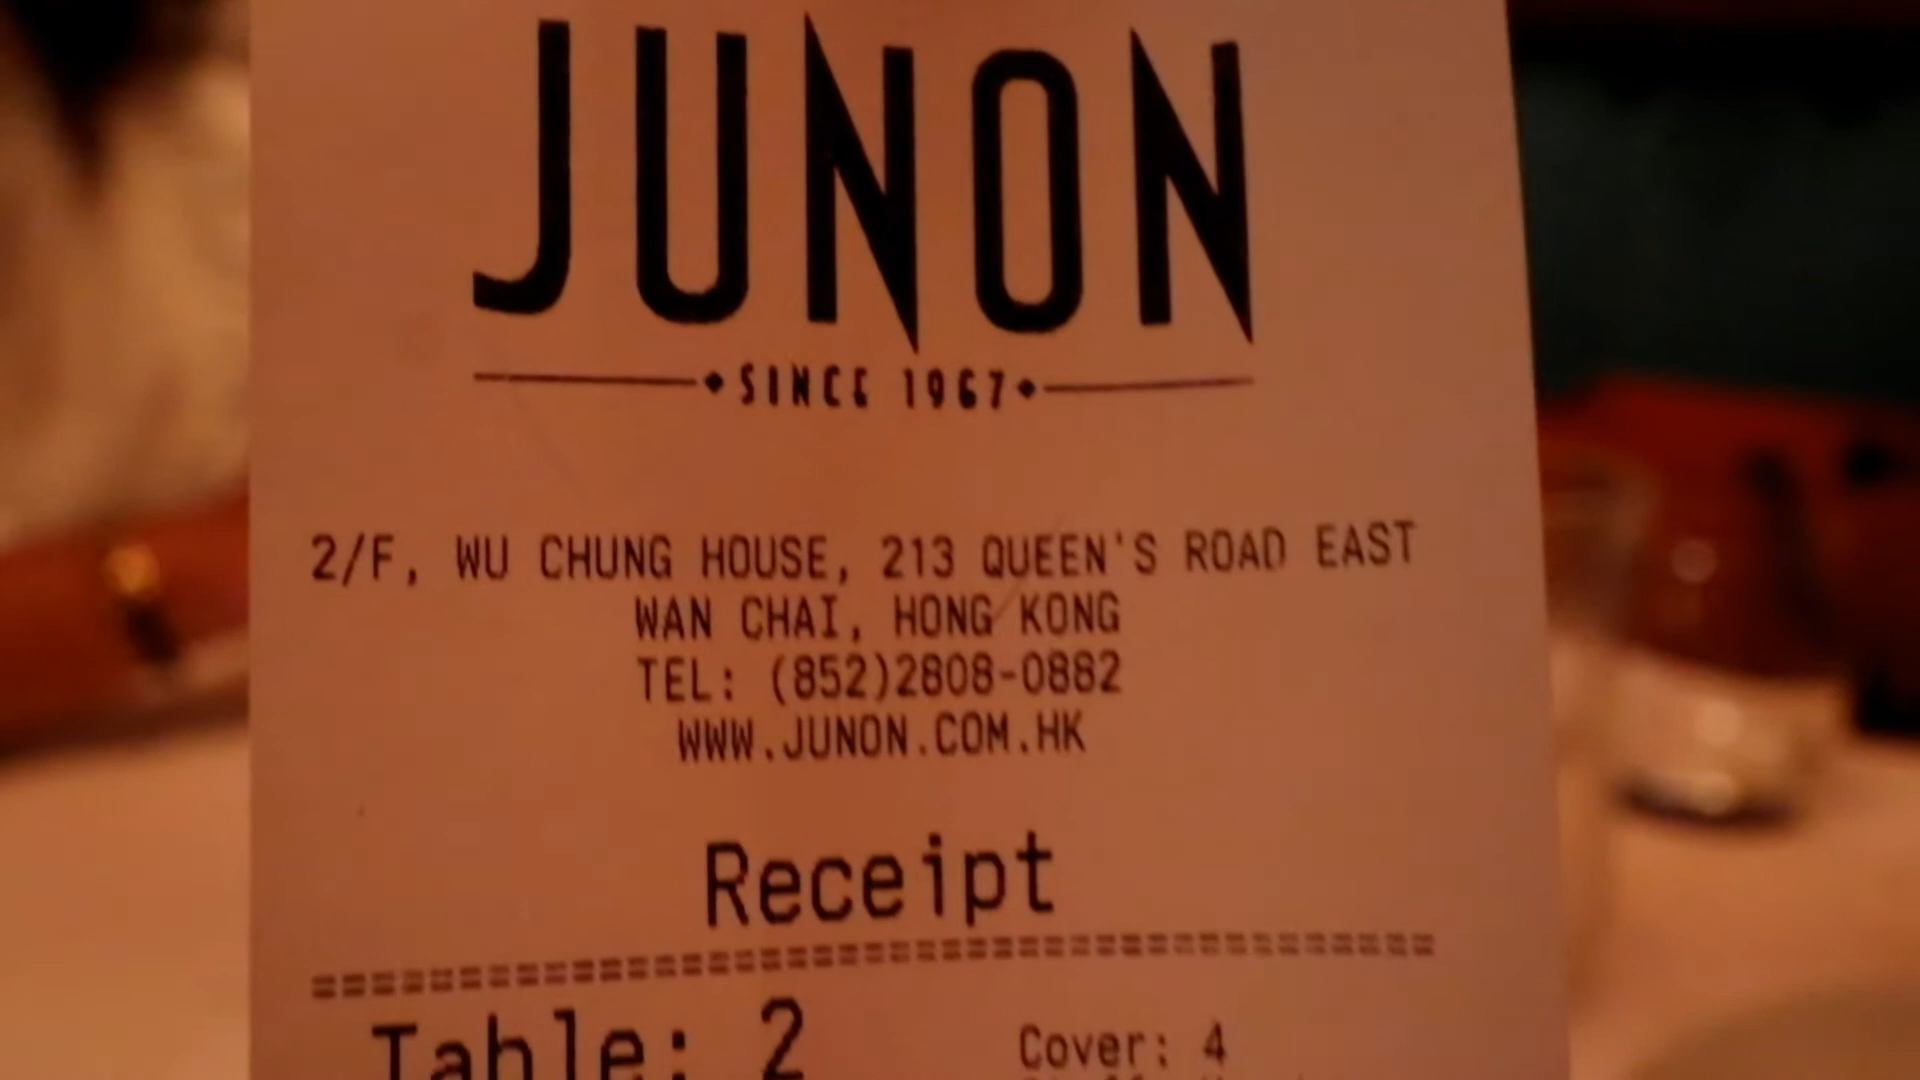 JUNON
SINCE 1967
2/F, WU CHUNG HOUSE, 213 QUEEN'S ROAD EAST
WAN CHAI, HONG KONG
TEL: (852)2808-0882
WWW.JUNON.COM.HK
Receipt
======================================
Table: 2 Cover: 4